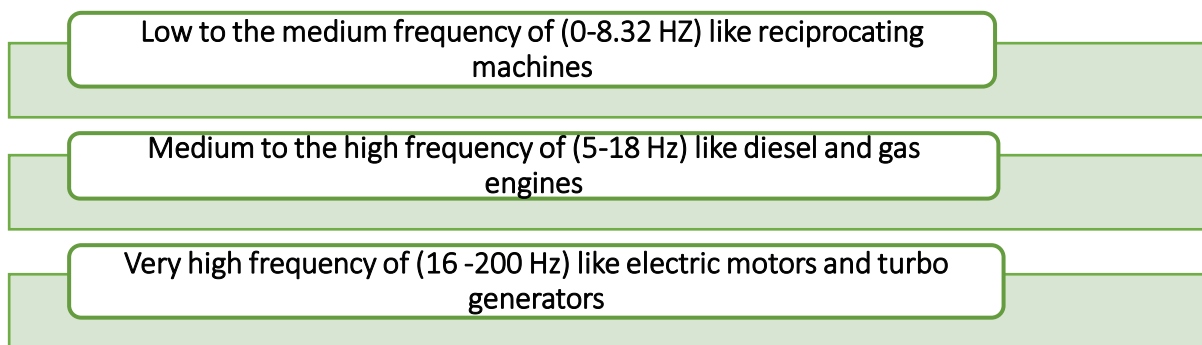 Low to the medium frequency of (0-8.32 HZ) like reciprocating
machines
Medium to the high frequency of (5-18 Hz) like diesel and gas
engines
Very high frequency of (16 -200 Hz) like electric motors and turbo
generators